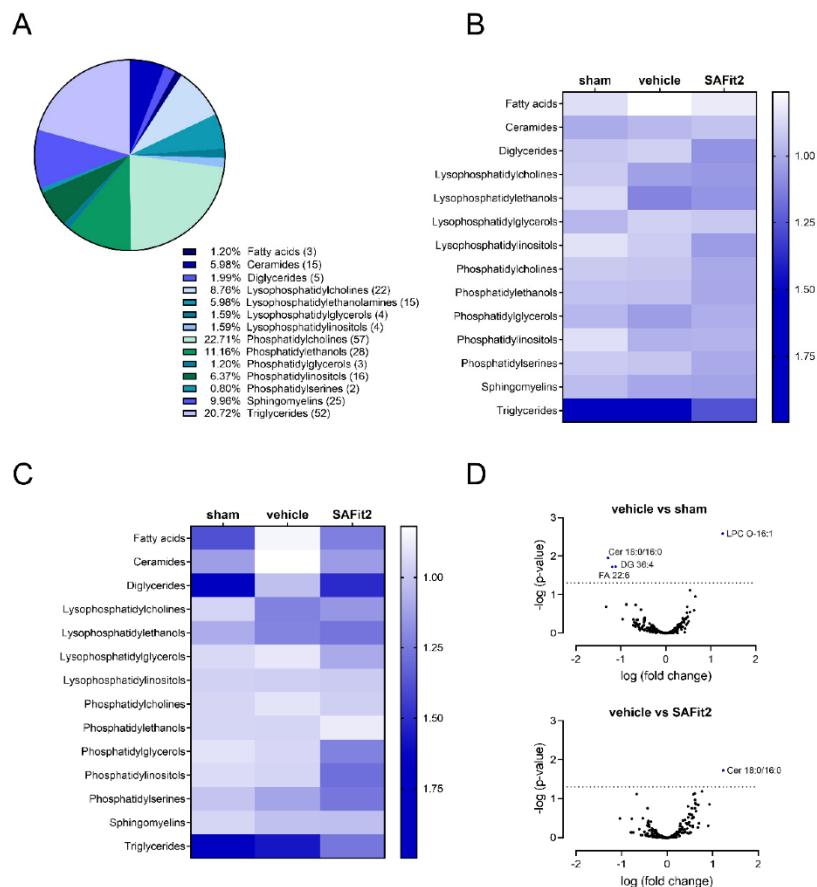 A
1.20% Fatty acids (3)
5.98% Ceramides (15)
1.99% Diglycerides (5)
8.76% Lysophosphatidylcholines (22)
5.98% Lysophosphatidylethanolamines (15)
1.59% Lysophosphatidylglycerols (4)
1.59% Lysophosphatidylinositols (4)
22.71% Phosphatidylcholines (57)
11.16% Phosphatidylethanols (28)
1.20% Phosphatidylglycerols (3)
6.37% Phosphatidylinositols (16)
0.80% Phosphatidylserines (2)
9.96% Sphingomyelins (25)
20.72% Triglycerides (52)
B
sham vehicle SAFit2
Fatty acids
Ceramides
Diglycerides
Lysophosphatidylcholines
Lysophosphatidylethanols
Lysophosphatidylglycerols
Lysophosphatidylinositols
Phosphatidylcholines
Phosphatidylethanols
Phosphatidylglycerols
Phosphatidylinositols
Phosphatidylserines
Sphingomyelins
Triglycerides
1.00
1.25
1.50
1.75
C
sham vehicle SAFit2
Fatty acids
Ceramides
Diglycerides
Lysophosphatidylcholines
Lysophosphatidylethanols
Lysophosphatidylglycerols
Lysophosphatidylinositols
Phosphatidylcholines
Phosphatidylethanols
Phosphatidylglycerols
Phosphatidylinositols
Phosphatidylserines
Sphingomyelins
Triglycerides
1.00
1.25
1.50
1.75
D
vehicle vs sham
3
2
1
0
-log (p-value)
LPC O-16:1
Cer 18:0/16:0
DG 36:4
FA 22:6
-2 -1 0 1 2
log (fold change)
vehicle vs SAFit2
3
2
1
0
-log (p-value)
Cer 18:0/16:0
-2 -1 0 1 2
log (fold change)